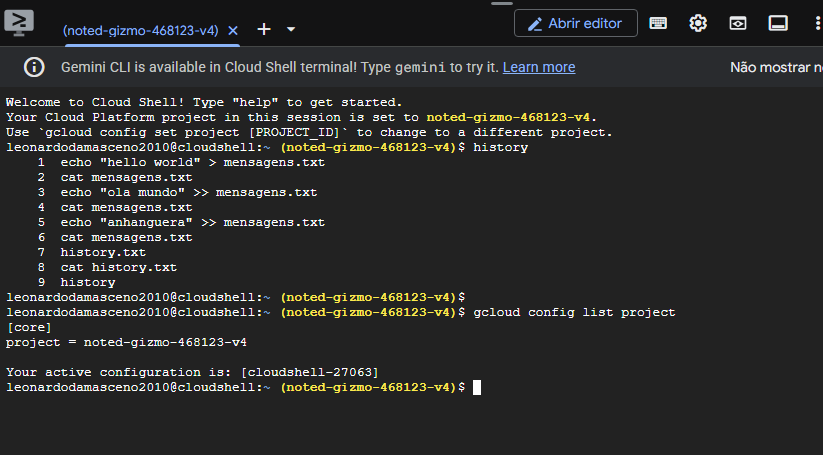 (noted-gizmo-468123-v4)
Abrir editor
Gemini CLI is available in Cloud Shell terminal! Type gemini to try it. Learn more
Não mostrar
Welcome to Cloud Shell! Type "help" to get started.
Your Cloud Platform project in this session is set to noted-gizmo-468123-v4.
Use `gcloud config set project [PROJECT_ID]` to change to a different project.
leonardodamasceno2010@cloudshell:~ (noted-gizmo-468123-v4)$ history
1 echo "hello world" > mensagens.txt
2 cat mensagens.txt
3 echo "ola mundo" >> mensagens.txt
4 cat mensagens.txt
5 echo "anhanguera" >> mensagens.txt
6 cat mensagens.txt
7 history.txt
8 cat history.txt
9 history
leonardodamasceno2010@cloudshell:~ (noted-gizmo-468123-v4)$
leonardodamasceno2010@cloudshell:~ (noted-gizmo-468123-v4)$ gcloud config list project
[core]
project = noted-gizmo-468123-v4
Your active configuration is: [cloudshell-27063]
leonardodamasceno2010@cloudshell:~ (noted-gizmo-468123-v4)$